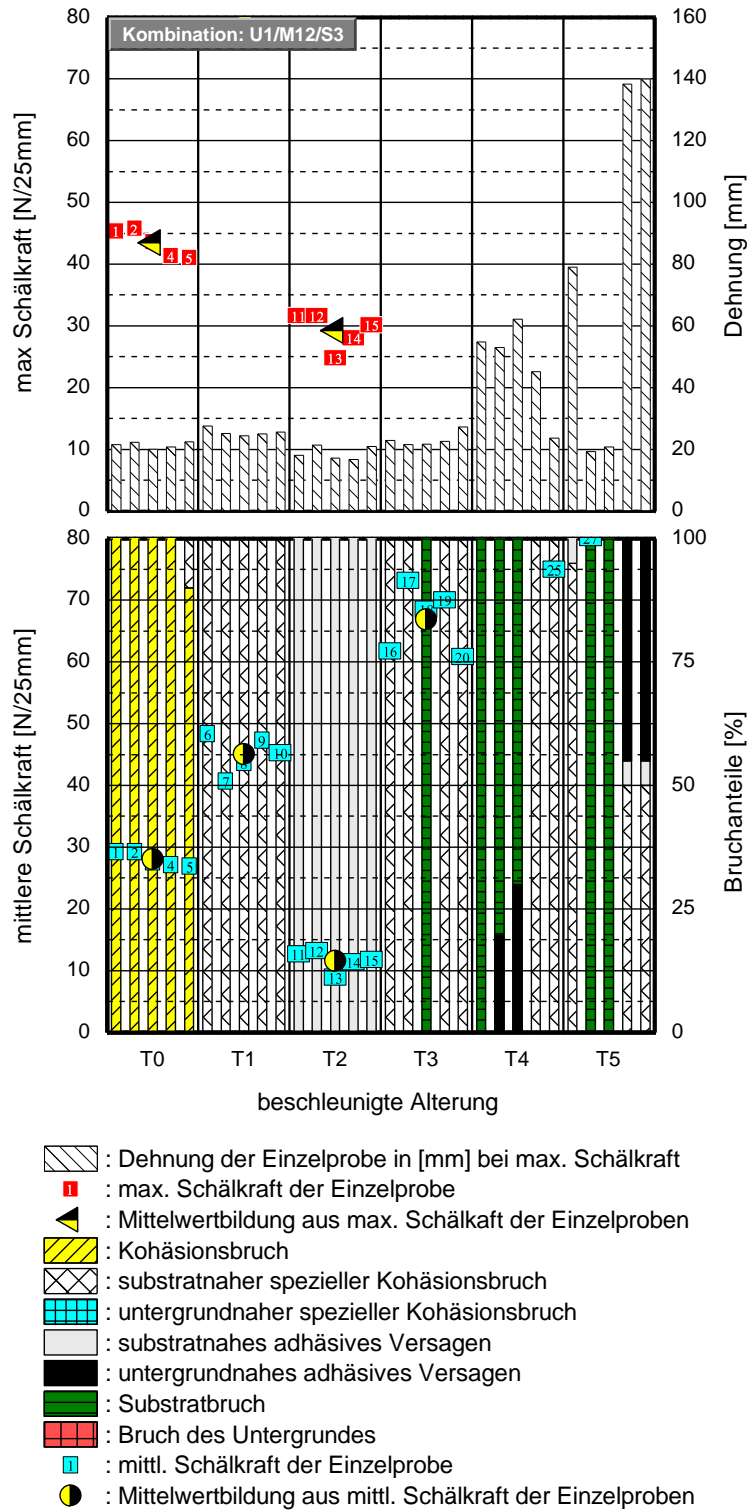 Kombination: U1/M12/S3
max Schälkraft [N/25mm]
80
70
60
50
40
30
20
10
0
160
140
120
100
80
60
40
20
0
Dehnung [mm]
1
2
4
5
11
12
13
14
15
mittlere Schälkraft [N/25mm]
80
70
60
50
40
30
20
10
0
100
75
50
25
0
Bruchanteile [%]
1
2
4
5
6
7
8
9
10
11
12
13
14
15
16
17
18
19
20
25
27
T0
T1
T2
T3
T4
T5
beschleunigte Alterung
: Dehnung der Einzelprobe in [mm] bei max. Schälkraft
1 : max. Schälkraft der Einzelprobe
: Mittelwertbildung aus max. Schälkaft der Einzelproben
: Kohäsionsbruch
: substratnaher spezieller Kohäsionsbruch
: untergrundnaher spezieller Kohäsionsbruch
: substratnahes adhäsives Versagen
: untergrundnahes adhäsives Versagen
: Substratbruch
: Bruch des Untergrundes
1 : mittl. Schälkraft der Einzelprobe
: Mittelwertbildung aus mittl. Schälkraft der Einzelproben